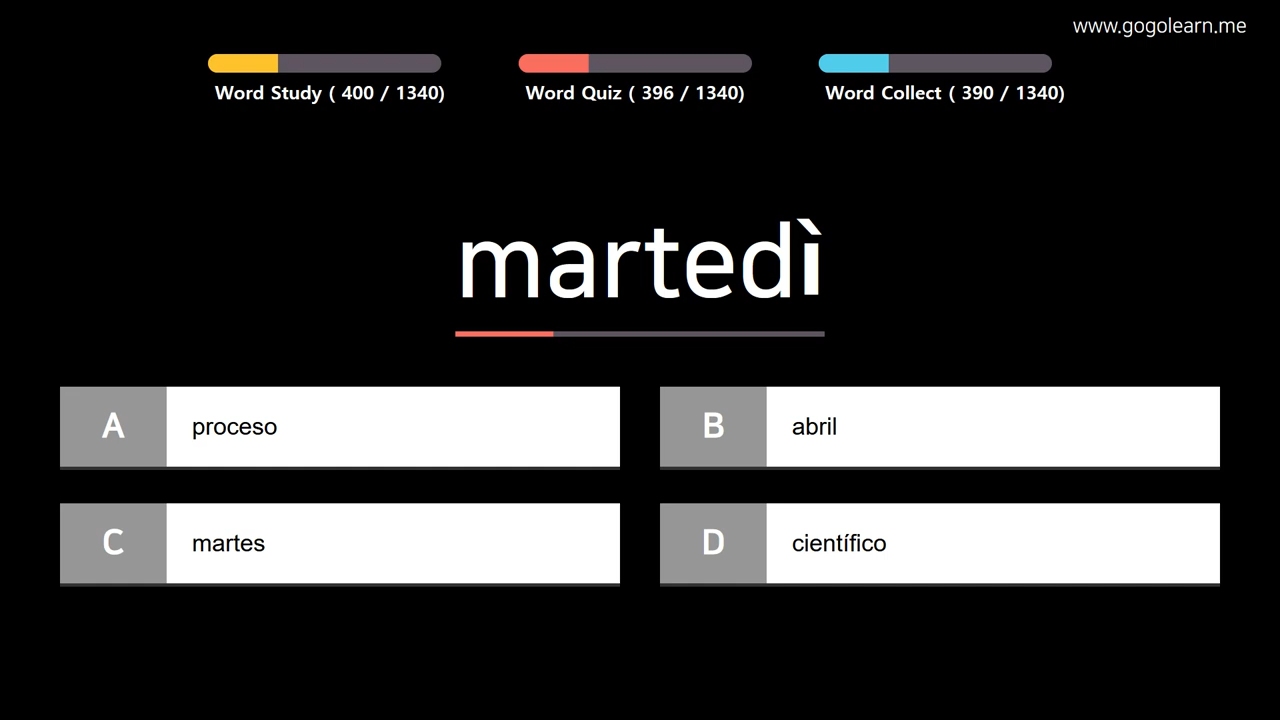 www.gogolearn.me
Word Study ( 400 / 1340)
Word Quiz ( 396 / 1340)
Word Collect ( 390 / 1340)
martedì
A
proceso
B
abril
C
martes
D
científico